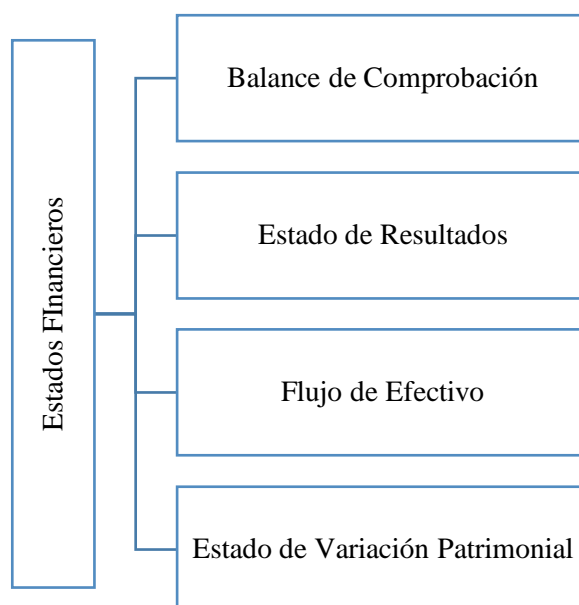 Estados FInancieros
Balance de Comprobación
Estado de Resultados
Flujo de Efectivo
Estado de Variación Patrimonial